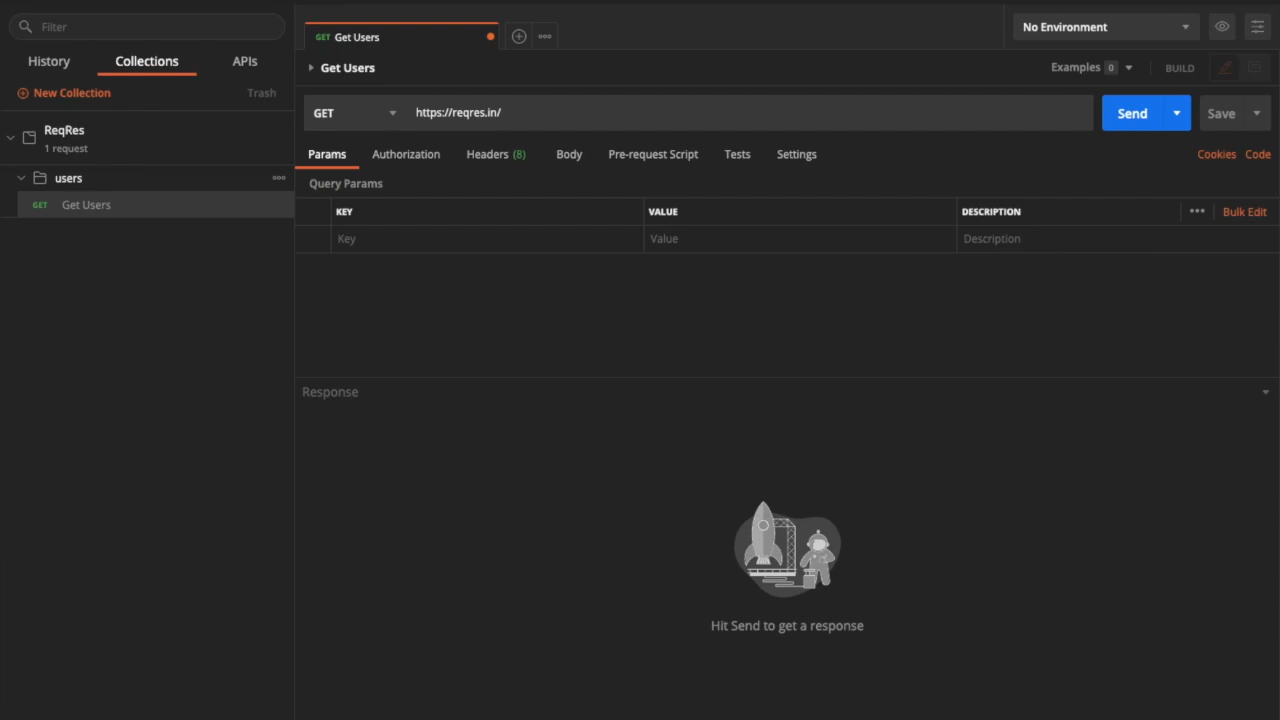 Filter
History Collections APIs
New Collection Trash
ReqRes
1 request
users
GET Get Users
GET Get Users
No Environment
Get Users
Examples 0 BUILD
GET https://reqres.in/ Send Save
Params Authorization Headers (8) Body Pre-request Script Tests Settings Cookies Code
Query Params
KEY VALUE DESCRIPTION Bulk Edit
Key Value Description
Response
Hit Send to get a response